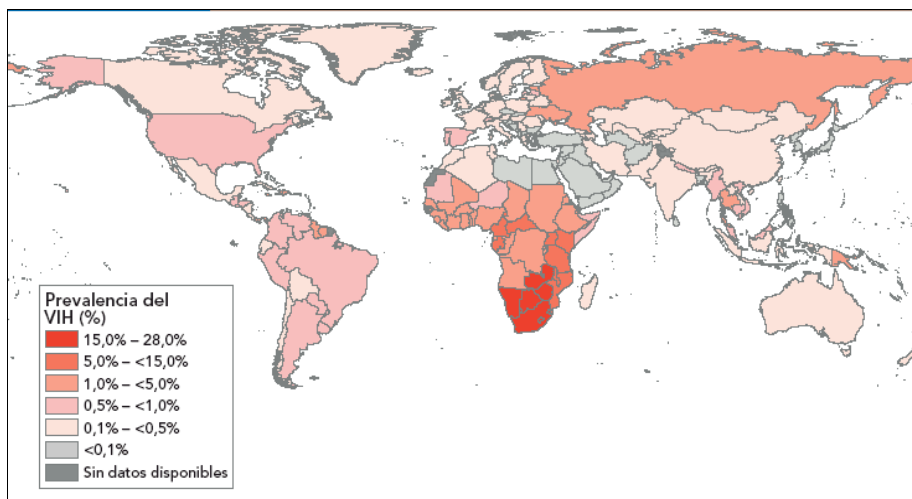 Prevalencia del
VIH (%)
15,0% – 28,0%
5,0% – <15,0%
1,0% – <5,0%
0,5% – <1,0%
0,1% – <0,5%
<0,1%
Sin datos disponibles